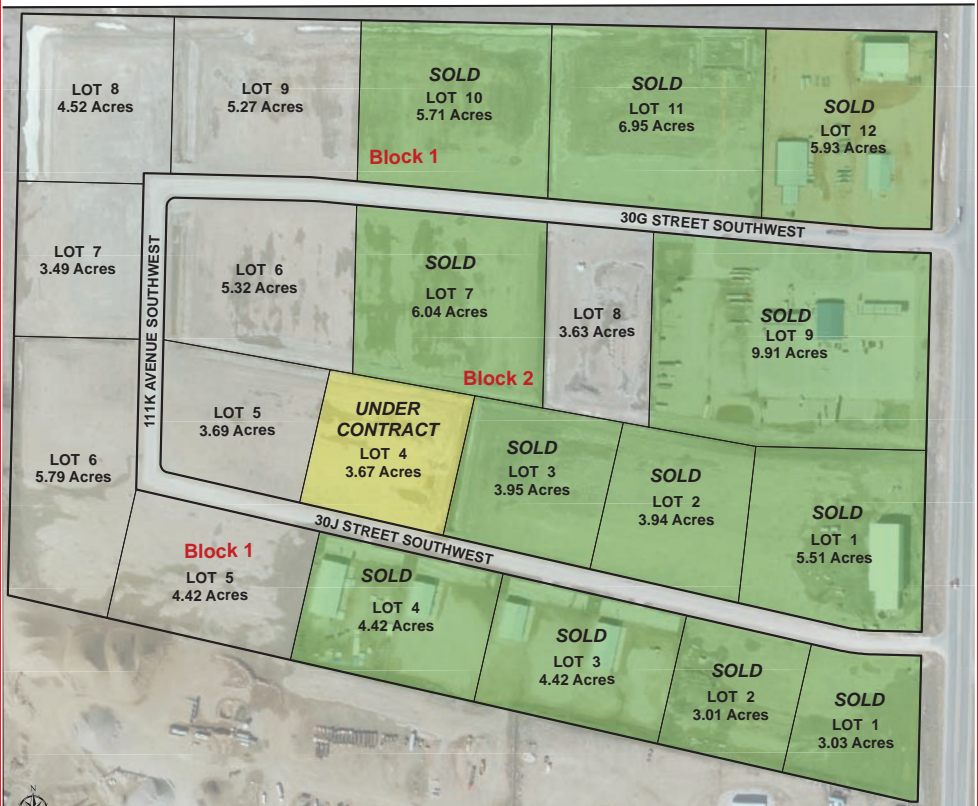 LOT 8
4.52 Acres
LOT 9
5.27 Acres
SOLD
LOT 10
5.71 Acres
SOLD
LOT 11
6.95 Acres
SOLD
LOT 12
5.93 Acres
Block 1
30G STREET SOUTHWEST
111K AVENUE SOUTHWEST
LOT 7
3.49 Acres
LOT 6
5.32 Acres
SOLD
LOT 7
6.04 Acres
LOT 8
3.63 Acres
SOLD
LOT 9
9.91 Acres
Block 2
LOT 6
5.79 Acres
LOT 5
3.69 Acres
UNDER
CONTRACT
LOT 4
3.67 Acres
SOLD
LOT 3
3.95 Acres
SOLD
LOT 2
3.94 Acres
SOLD
LOT 1
5.51 Acres
30J STREET SOUTHWEST
Block 1
LOT 5
4.42 Acres
SOLD
LOT 4
4.42 Acres
SOLD
LOT 3
4.42 Acres
SOLD
LOT 2
3.01 Acres
SOLD
LOT 1
3.03 Acres
N